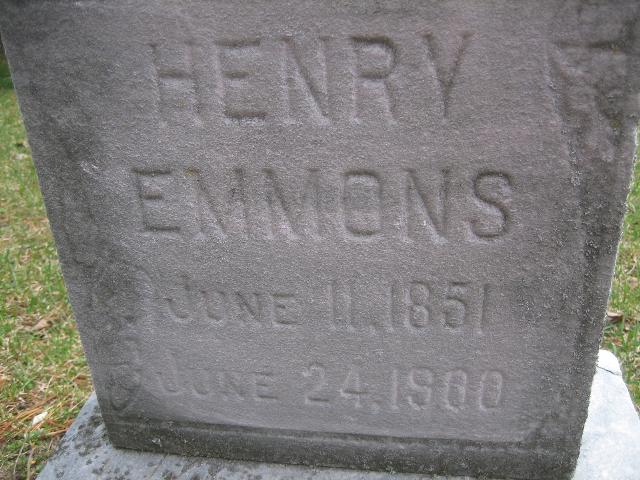 HENRY
EMMONS
JUNE 11, 1851
JUNE 24, 1900